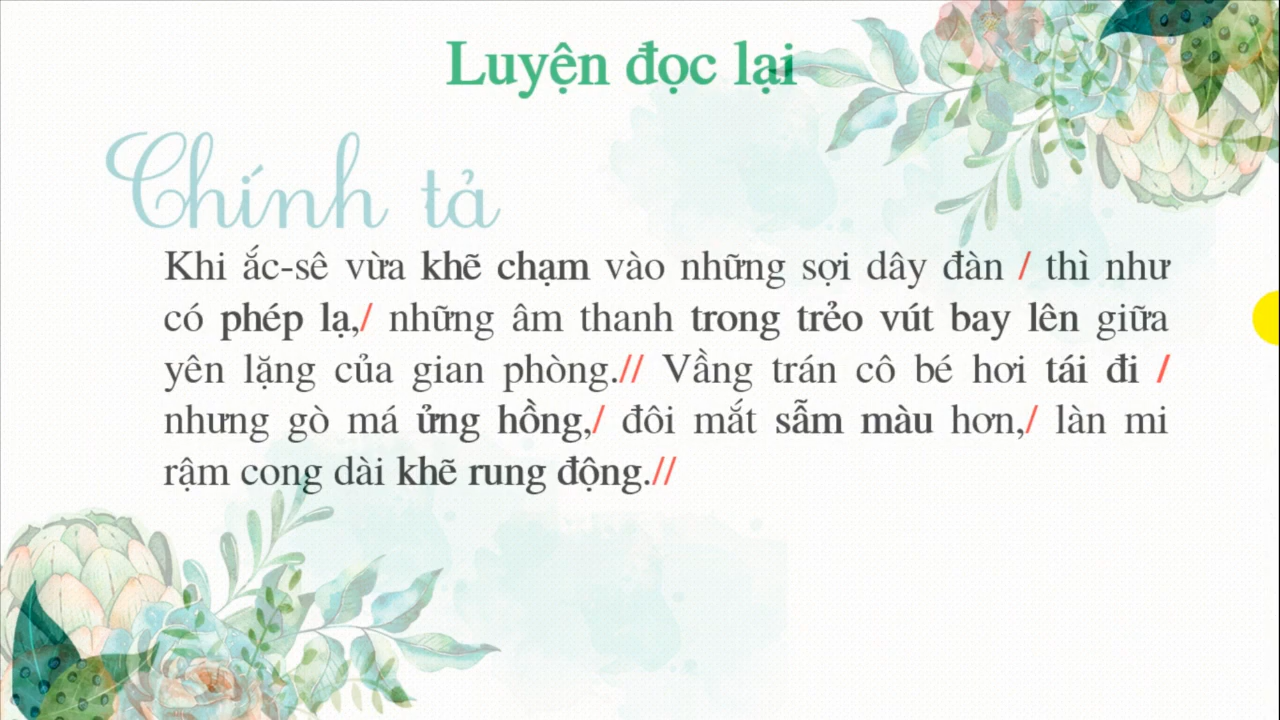 Luyện đọc lại
Chính tả
Khi ắc-sê vừa khẽ chạm vào những sợi dây đàn / thì như
có phép lạ,/ những âm thanh trong trẻo vút bay lên giữa
yên lặng của gian phòng.// Vầng trán cô bé hơi tái đi /
nhưng gò má ửng hồng,/ đôi mắt sẫm màu hơn,/ làn mi
rậm cong dài khẽ rung động.//